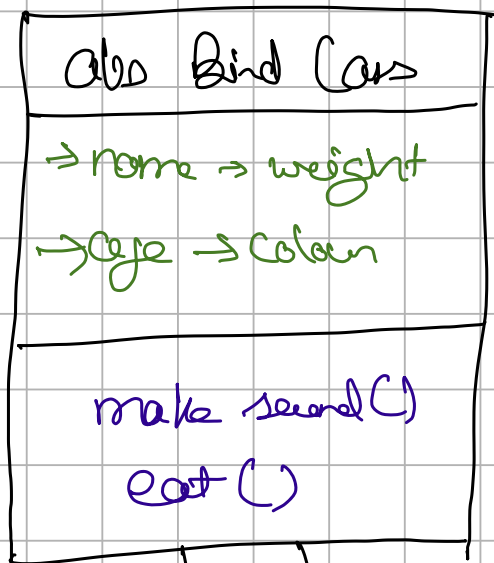 abs Bird Class
→ name → weight
→ age → Colour
make sound()
eat()